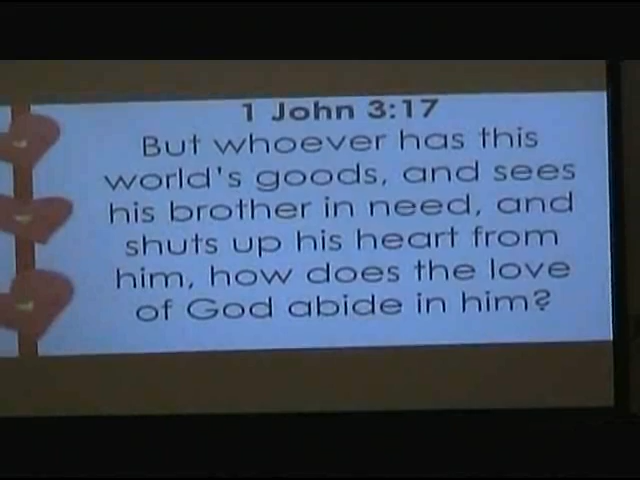 1 John 3:17
But whoever has this
world's goods, and sees
his brother in need, and
shuts up his heart from
him, how does the love
of God abide in him?